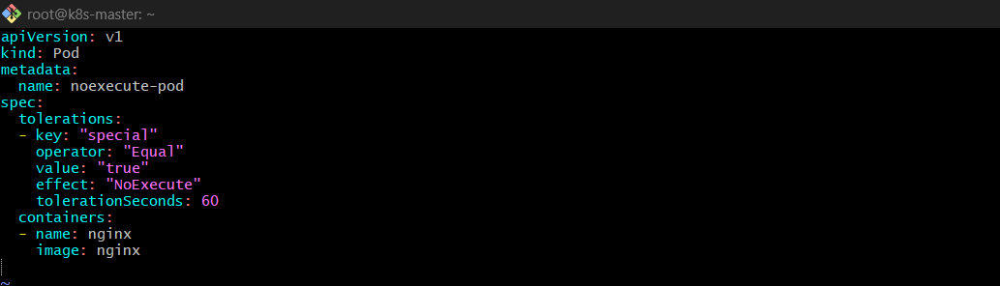 root@k8s-master: ~
apiVersion: v1
kind: Pod
metadata:
  name: noexecute-pod
spec:
  tolerations:
  - key: "special"
    operator: "Equal"
    value: "true"
    effect: "NoExecute"
    tolerationSeconds: 60
  containers:
  - name: nginx
    image: nginx
~